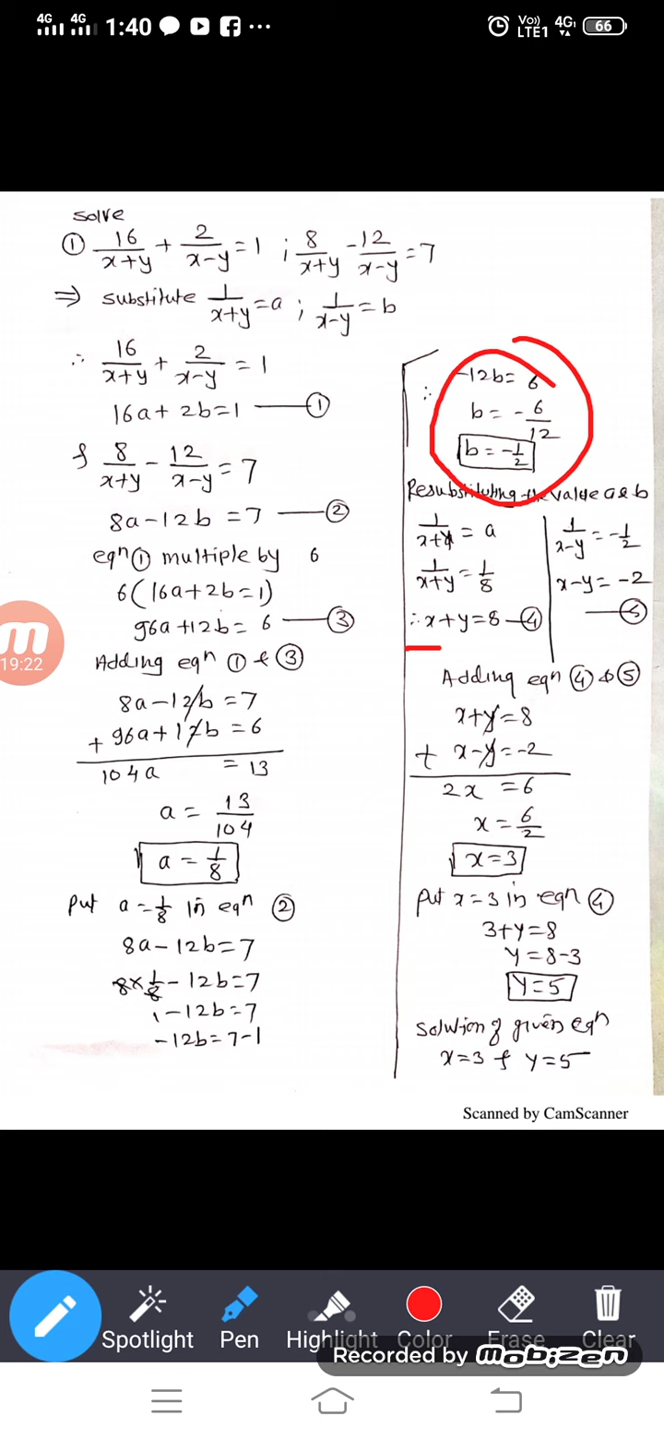 4G 4G 1:40 ... Vo)) LTE1 4G 66
Solve
① 16/(x+y) + 2/(x-y) = 1 ; 8/(x+y) -12/(x-y) = 7
⇒ substitute 1/(x+y) = a ; 1/(x-y) = b
∴ 16/(x+y) + 2/(x-y) = 1
16a + 2b = 1 — ①
& 8/(x+y) - 12/(x-y) = 7
8a - 12b = 7 — ②
eqn ① multiple by 6
6(16a+2b=1)
96a +12b = 6 — ③
Adding eqn ① & ③
8a - 12b = 7
+ 96a + 12b = 6
104a = 13
a = 13/104
a = 1/8
Put a = 1/8 in eqn ②
8a - 12b = 7
8 × 1/8 - 12b = 7
1 - 12b = 7
- 12b = 7 - 1
∴ -12b = 6
b = - 6/12
b = - 1/2
Resubstituting the value a & b
1/(x+y) = a
1/(x+y) = 1/8
∴ x+y = 8 — ④
1/(x-y) = - 1/2
x-y = -2
— ⑤
Adding eqn ④ & ⑤
x+y = 8
+ x-y = -2
2x = 6
x = 6/2
x = 3
Put x = 3 in eqn ④
3+y = 8
y = 8-3
y = 5
Solution of given eqn
x = 3 & y = 5
Scanned by CamScanner
m
19:22
Spotlight Pen Highlight Color Erase Clear
Recorded by mobizen